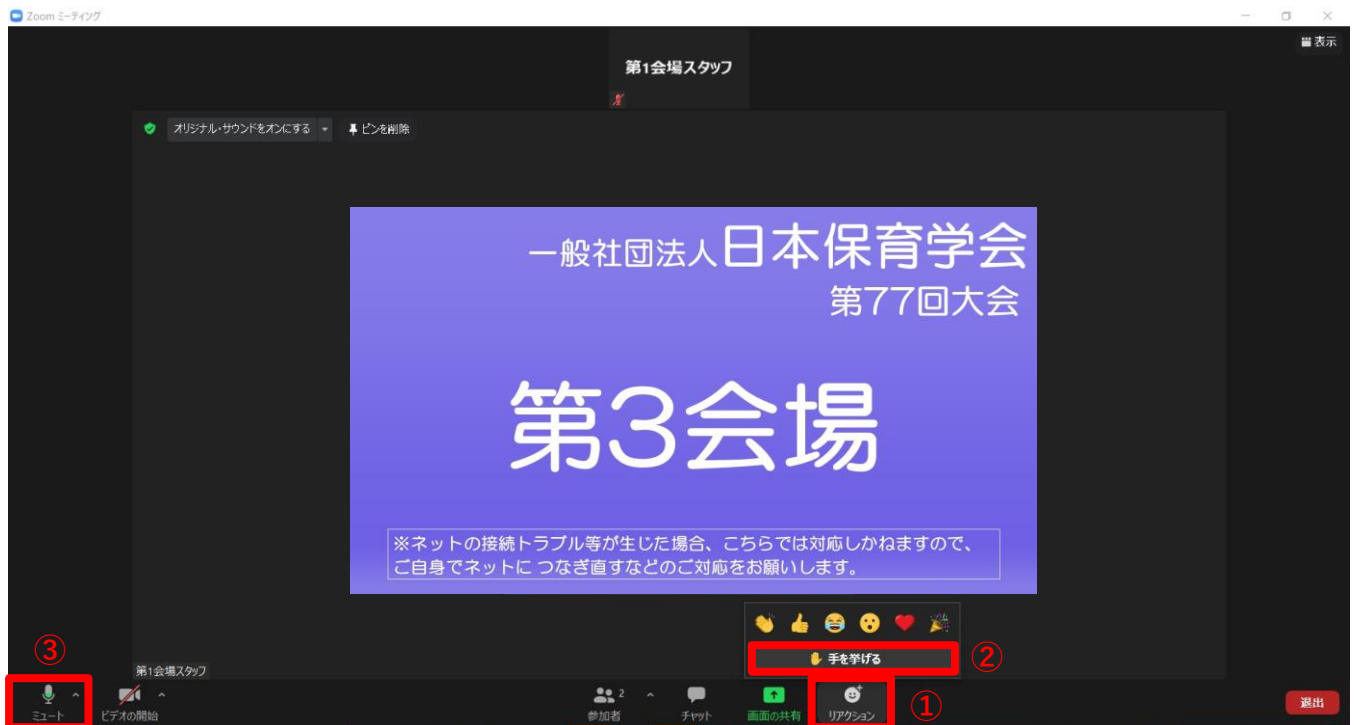 Zoom ミーティング
表示
第1会場スタッフ
オリジナル・サウンドをオンにする
ピンを削除
一般社団法人日本保育学会
第77回大会
第3会場
※ネットの接続トラブル等が生じた場合、こちらでは対応しかねますので、
ご自身でネットに つなぎ直すなどのご対応をお願いします。
手を挙げる
②
③
第1会場スタッフ
ミュート
ビデオの開始
2
参加者
チャット
画面の共有
リアクション
①
退出